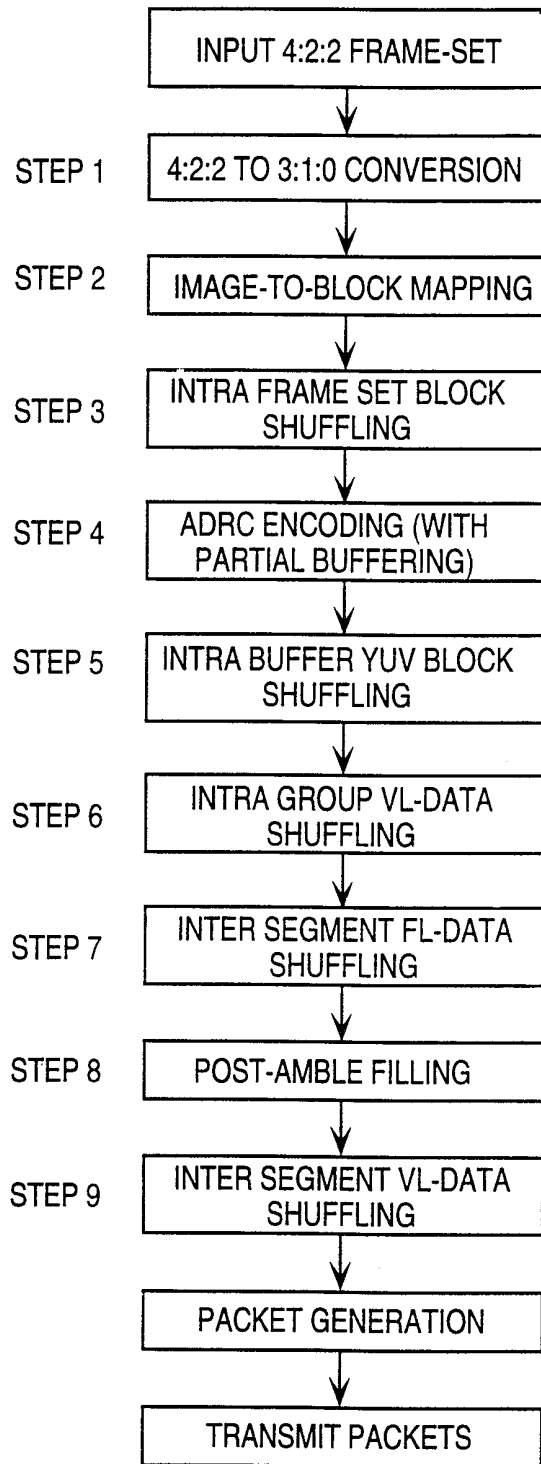 INPUT 4:2:2 FRAME-SET
STEP 1
4:2:2 TO 3:1:0 CONVERSION
STEP 2
IMAGE-TO-BLOCK MAPPING
STEP 3
INTRA FRAME SET BLOCK
SHUFFLING
STEP 4
ADRC ENCODING (WITH
PARTIAL BUFFERING)
STEP 5
INTRA BUFFER YUV BLOCK
SHUFFLING
STEP 6
INTRA GROUP VL-DATA
SHUFFLING
STEP 7
INTER SEGMENT FL-DATA
SHUFFLING
STEP 8
POST-AMBLE FILLING
STEP 9
INTER SEGMENT VL-DATA
SHUFFLING
PACKET GENERATION
TRANSMIT PACKETS